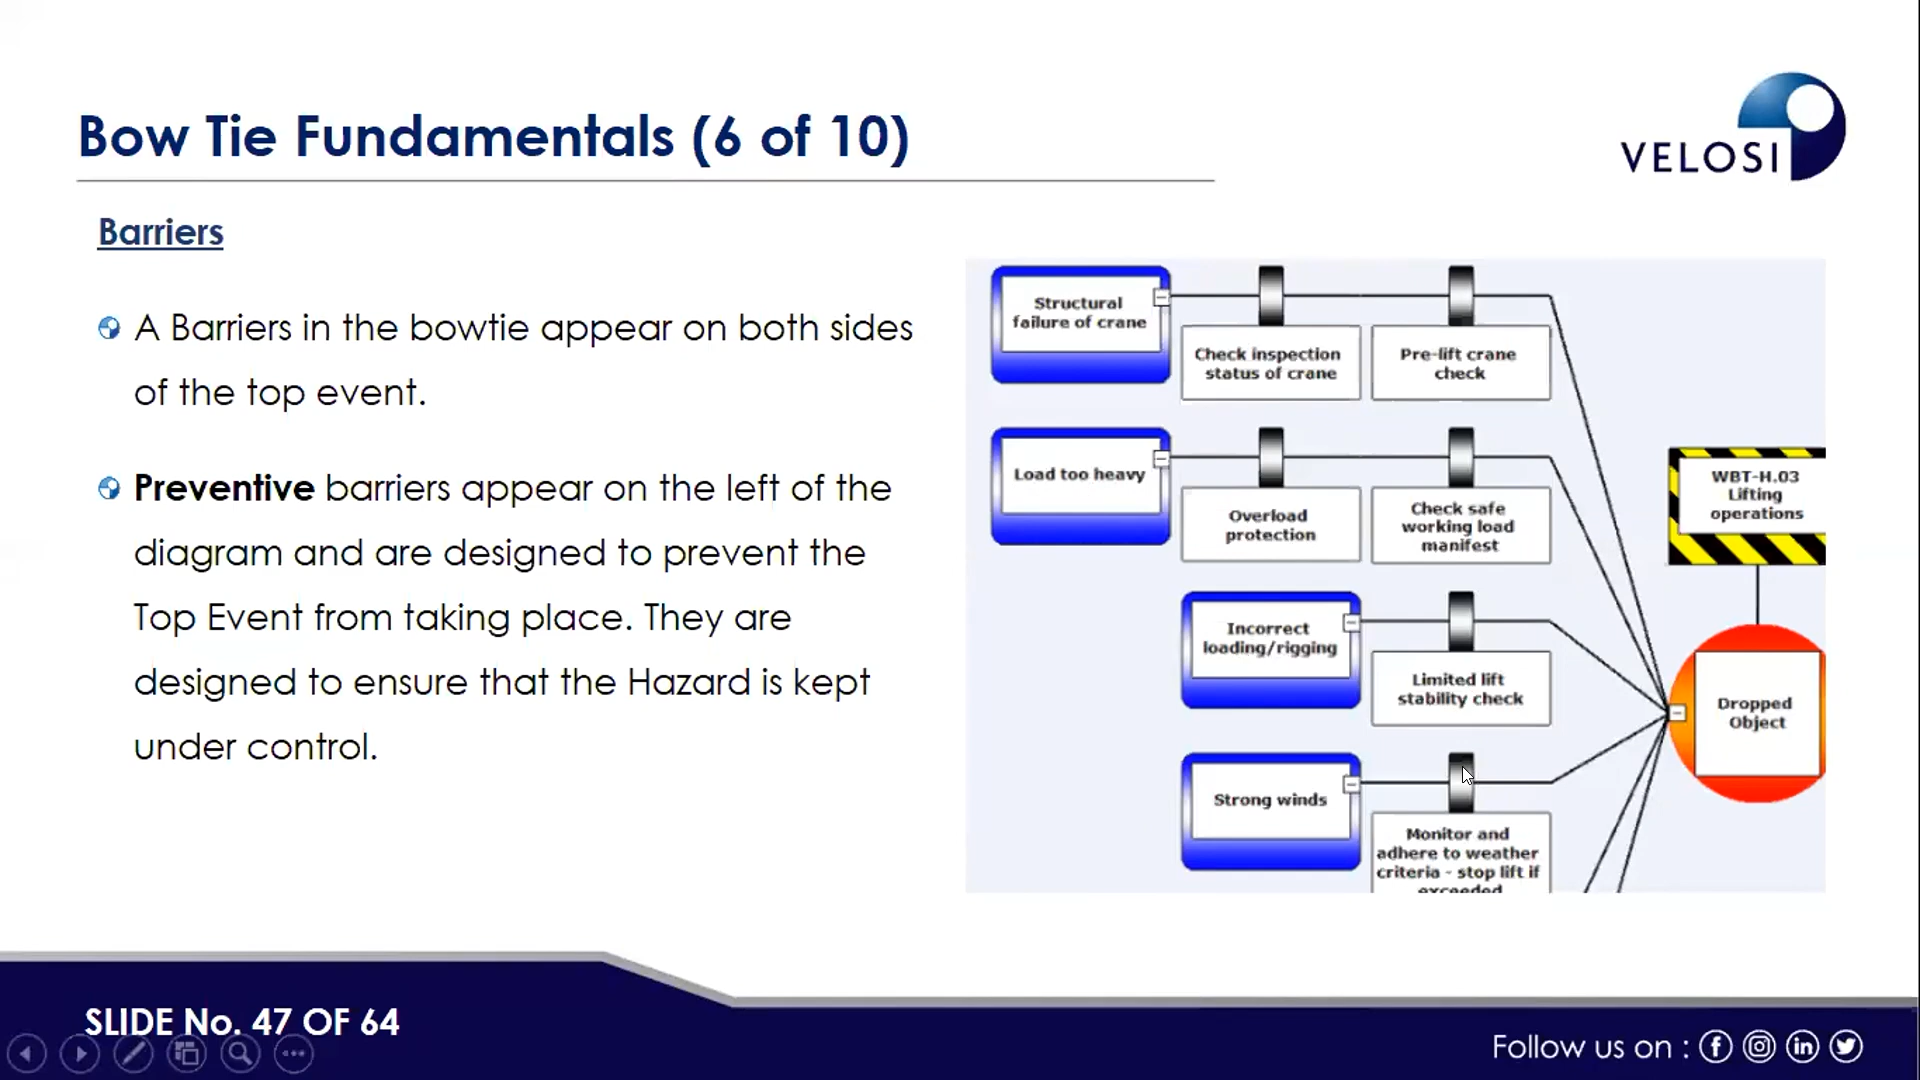 Bow Tie Fundamentals (6 of 10)
VELOSI
Barriers
A Barriers in the bowtie appear on both sides
of the top event.
Preventive barriers appear on the left of the
diagram and are designed to prevent the
Top Event from taking place. They are
designed to ensure that the Hazard is kept
under control.
Structural
failure of crane
Check inspection
status of crane
Pre-lift crane
check
Load too heavy
Overload
protection
Check safe
working load
manifest
WBT-H.03
Lifting
operations
Incorrect
loading/rigging
Limited lift
stability check
Dropped
Object
Strong winds
Monitor and
adhere to weather
criteria - stop lift if
exceeded
SLIDE No. 47 OF 64
Follow us on :